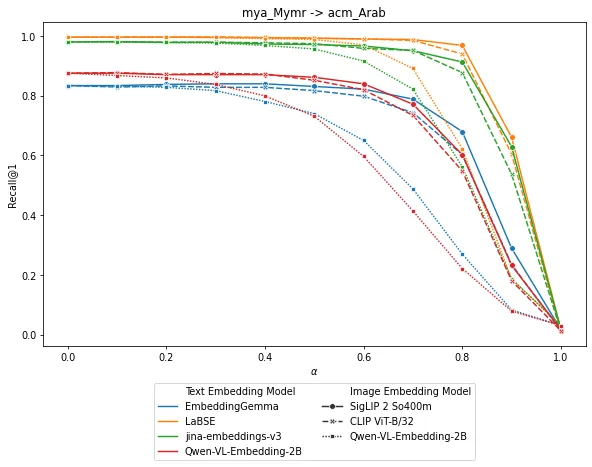 mya_Mymr -> acm_Arab
Recall@1
1.0
0.8
0.6
0.4
0.2
0.0
0.0 0.2 0.4 0.6 0.8 1.0
α
Text Embedding Model
EmbeddingGemma
LaBSE
jina-embeddings-v3
Qwen-VL-Embedding-2B
Image Embedding Model
SigLIP 2 So400m
CLIP ViT-B/32
Qwen-VL-Embedding-2B